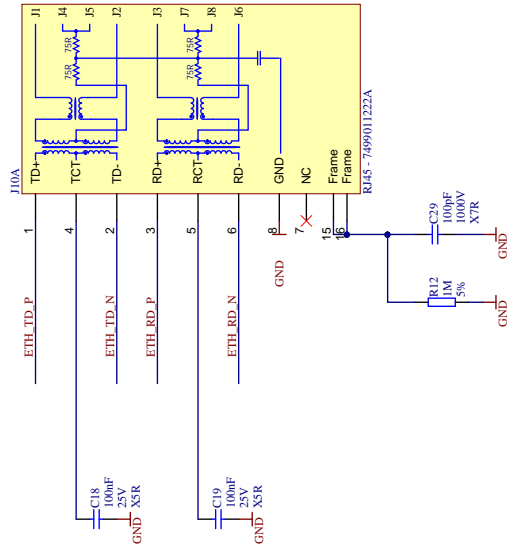 J1
J4
J5
J2
J3
J7
J8
J6
75R
75R
75R
75R
J10A
TD+
TCT
TD-
RD+
RCT
RD-
GND
NC
Frame
Frame
RJ45 - 7499011222A
1
4
2
3
5
6
8
7
15
16
ETH_TD_P
ETH_TD_N
ETH_RD_P
ETH_RD_N
GND
C29
100pF
1000V
X7R
GND
R12
1M
5%
GND
C18
100nF
25V
X5R
GND
C19
100nF
25V
X5R
GND